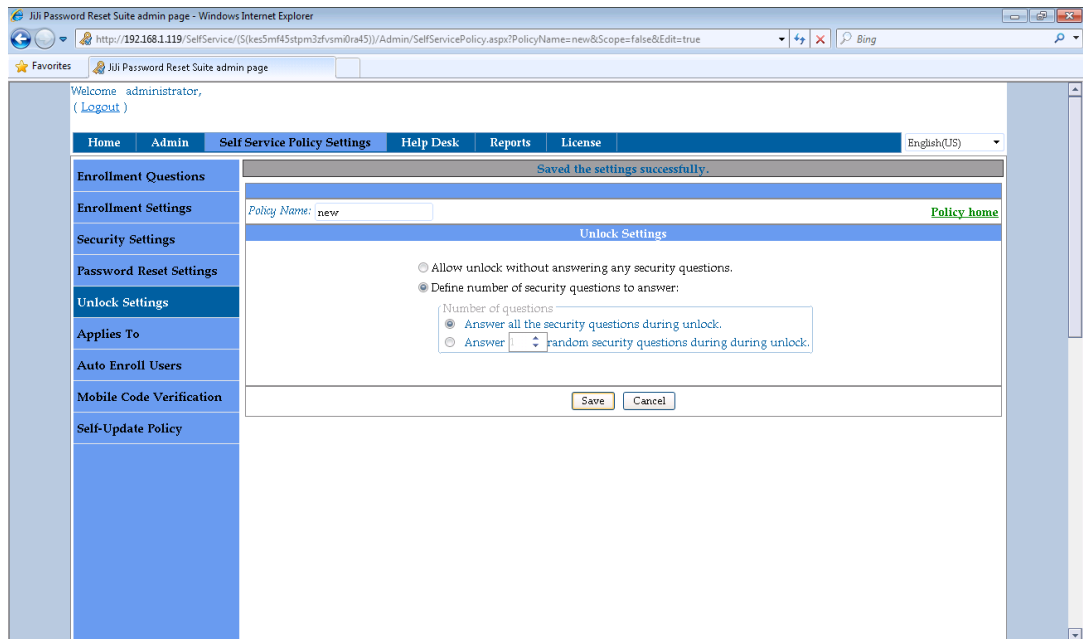 JiJi Password Reset Suite admin page - Windows Internet Explorer
http://192.168.1.119/SelfService/(S(kes5mf45stpm3zfvsmi0ra45))/Admin/SelfServicePolicy.aspx?PolicyName=new&Scope=false&Edit=true
Bing
Favorites
JiJi Password Reset Suite admin page
Welcome administrator,
( Logout )
Home Admin Self Service Policy Settings Help Desk Reports License English(US)
Enrollment Questions
Enrollment Settings
Security Settings
Password Reset Settings
Unlock Settings
Applies To
Auto Enroll Users
Mobile Code Verification
Self-Update Policy
Saved the settings successfully.
Policy Name: new
Policy home
Unlock Settings
Allow unlock without answering any security questions.
Define number of security questions to answer:
Number of questions
Answer all the security questions during unlock.
Answer 1 random security questions during during unlock.
Save Cancel